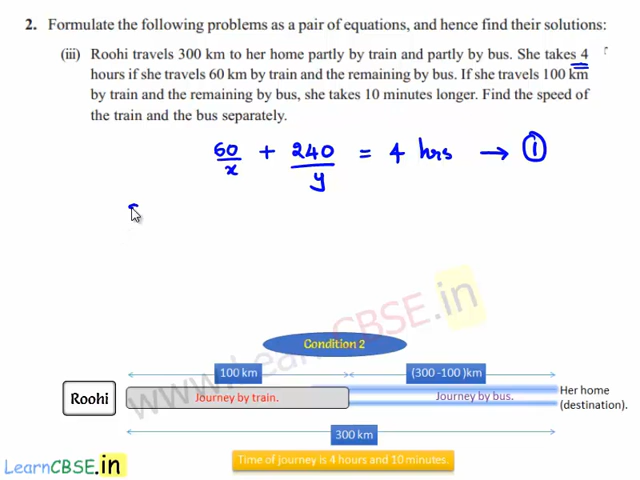 2. Formulate the following problems as a pair of equations, and hence find their solutions:
(iii) Roohi travels 300 km to her home partly by train and partly by bus. She takes 4
hours if she travels 60 km by train and the remaining by bus. If she travels 100 km
by train and the remaining by bus, she takes 10 minutes longer. Find the speed of
the train and the bus separately.
60/x + 240/y = 4 hrs → ①
www.LearnCBSE.in
Condition 2
100 km (300 -100 )km
Roohi Journey by train. Journey by bus. Her home
(destination).
300 km
Time of journey is 4 hours and 10 minutes.
LearnCBSE.in